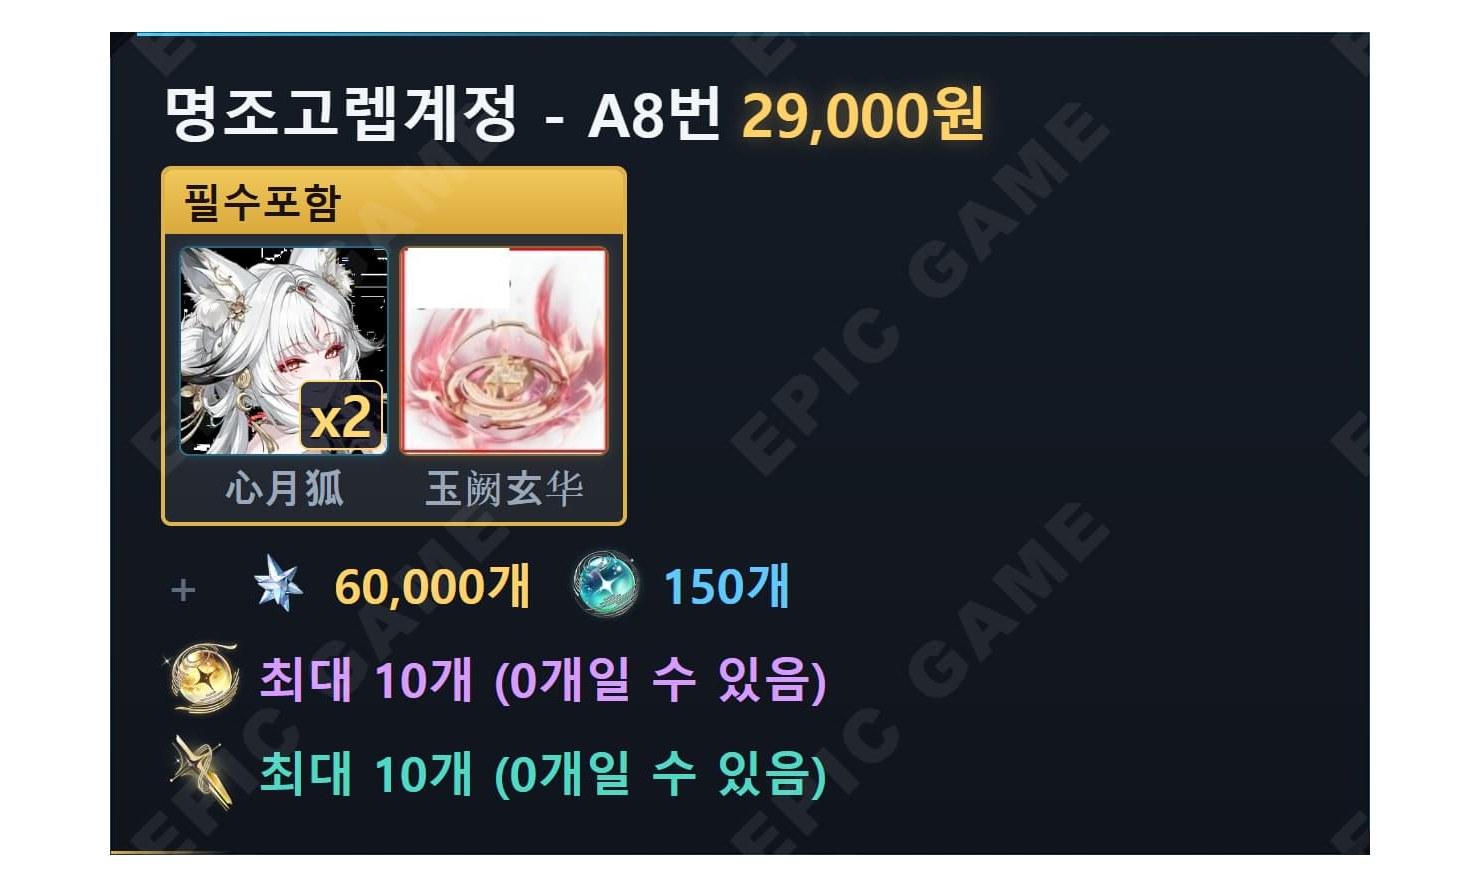 명조고렙계정 - A8번 29,000원
필수포함
x2
心月狐 玉阙玄华
+ 60,000개 150개
최대 10개 (0개일 수 있음)
최대 10개 (0개일 수 있음)
EPIC GAME